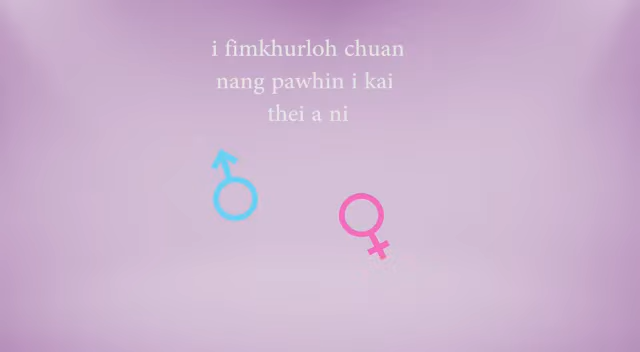 i fimkhurloh chuan
nang pawhin i kai
thei a ni